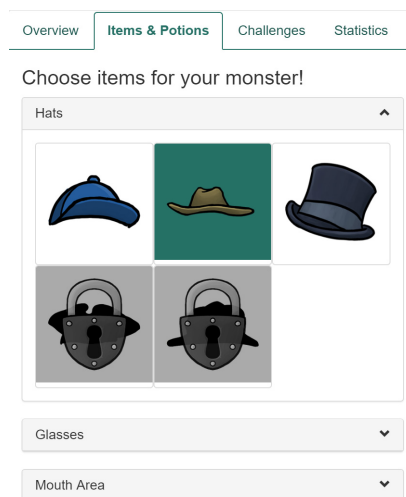 Overview Items & Potions Challenges Statistics
Choose items for your monster!
Hats
Glasses
Mouth Area